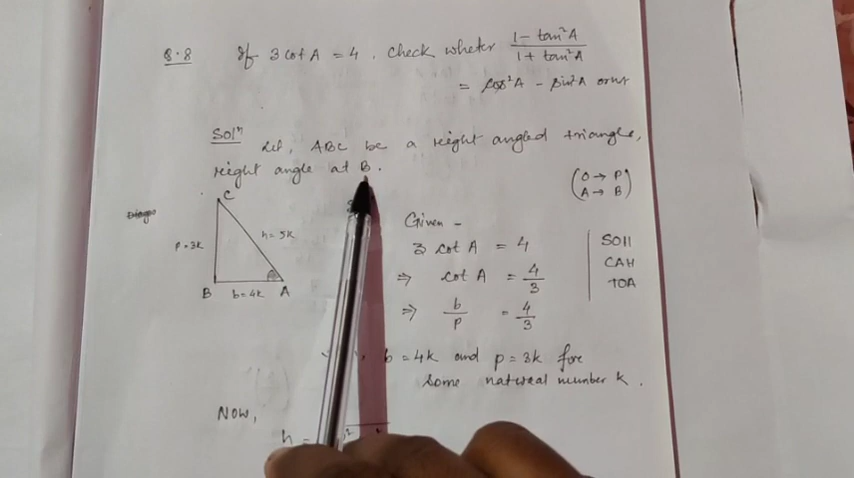 Q.8 If 3 cot A = 4, check wheter 1 - tan²A / 1 + tan²A
= cos²A - sin²A or not
Solⁿ Let, ABC be a right angled triangle,
right angle at B.
(O → P
A → B)
C
p = 3k
h = 5k
B b = 4k A
Given -
3 cot A = 4
⇒ cot A = 4/3
⇒ b/p = 4/3
SOH
CAH
TOA
b = 4k and p = 3k for
some natural number k.
Now,
h =